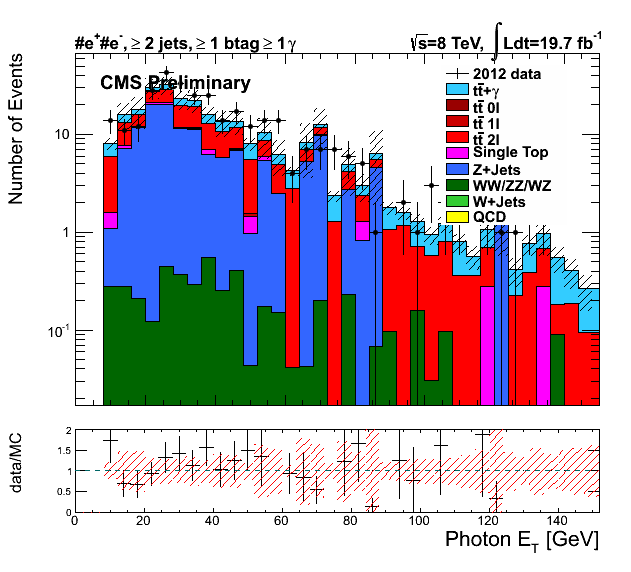 #e⁺#e⁻, ≥ 2 jets, ≥ 1 btag ≥ 1 γ
√s=8 TeV, ∫Ldt=19.7 fb⁻¹
CMS Preliminary
2012 data
tt̄+γ
tt̄ 0l
tt̄ 1l
tt̄ 2l
Single Top
Z+Jets
WW/ZZ/WZ
W+Jets
QCD
Number of Events
10
1
10⁻¹
data/MC
2
1.5
1
0.5
0
0 20 40 60 80 100 120 140
Photon E_T [GeV]